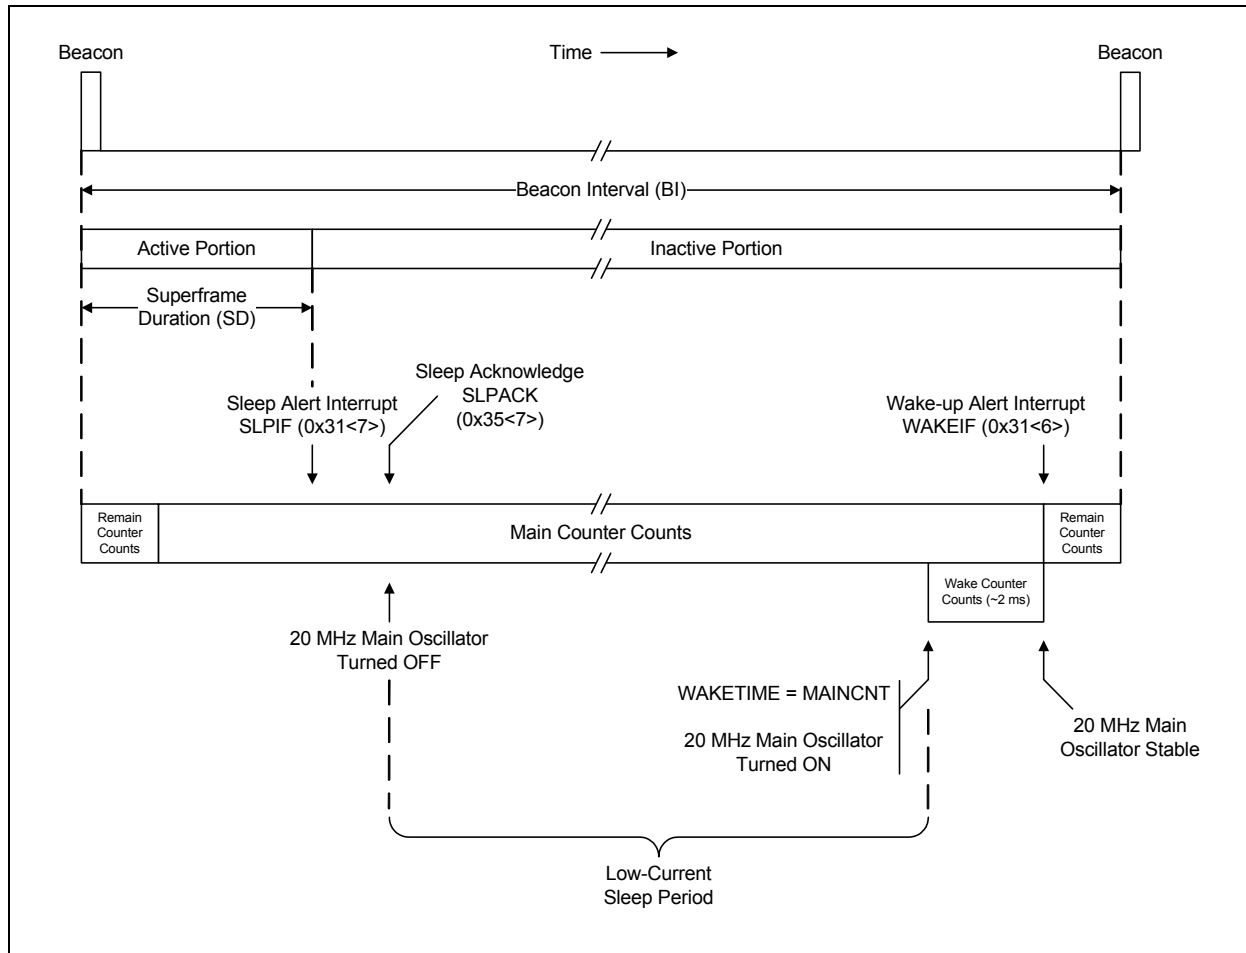 Beacon
Time
Beacon
Beacon Interval (BI)
Active Portion
Inactive Portion
Superframe
Duration (SD)
Sleep Acknowledge
SLPACK
(0x35<7>)
Sleep Alert Interrupt
SLPIF (0x31<7>)
Wake-up Alert Interrupt
WAKEIF (0x31<6>)
Remain
Counter
Counts
Main Counter Counts
Remain
Counter
Counts
Wake Counter
Counts (~2 ms)
20 MHz Main Oscillator
Turned OFF
WAKETIME = MAINCNT
20 MHz Main Oscillator
Turned ON
20 MHz Main
Oscillator Stable
Low-Current
Sleep Period